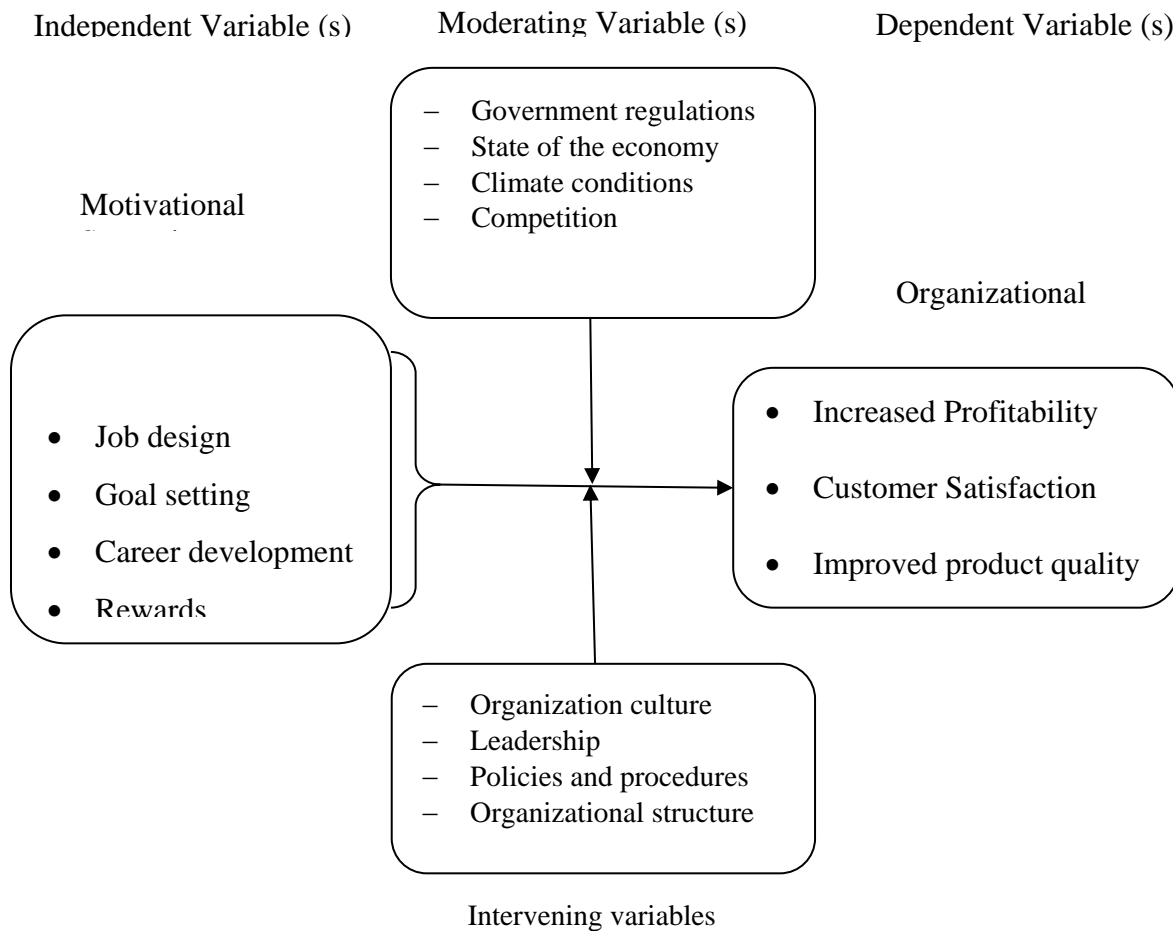 Independent Variable (s)
Moderating Variable (s)
Dependent Variable (s)
– Government regulations
– State of the economy
– Climate conditions
– Competition
Motivational
Organizational
• Job design
• Goal setting
• Career development
• Rewards
• Increased Profitability
• Customer Satisfaction
• Improved product quality
– Organization culture
– Leadership
– Policies and procedures
– Organizational structure
Intervening variables